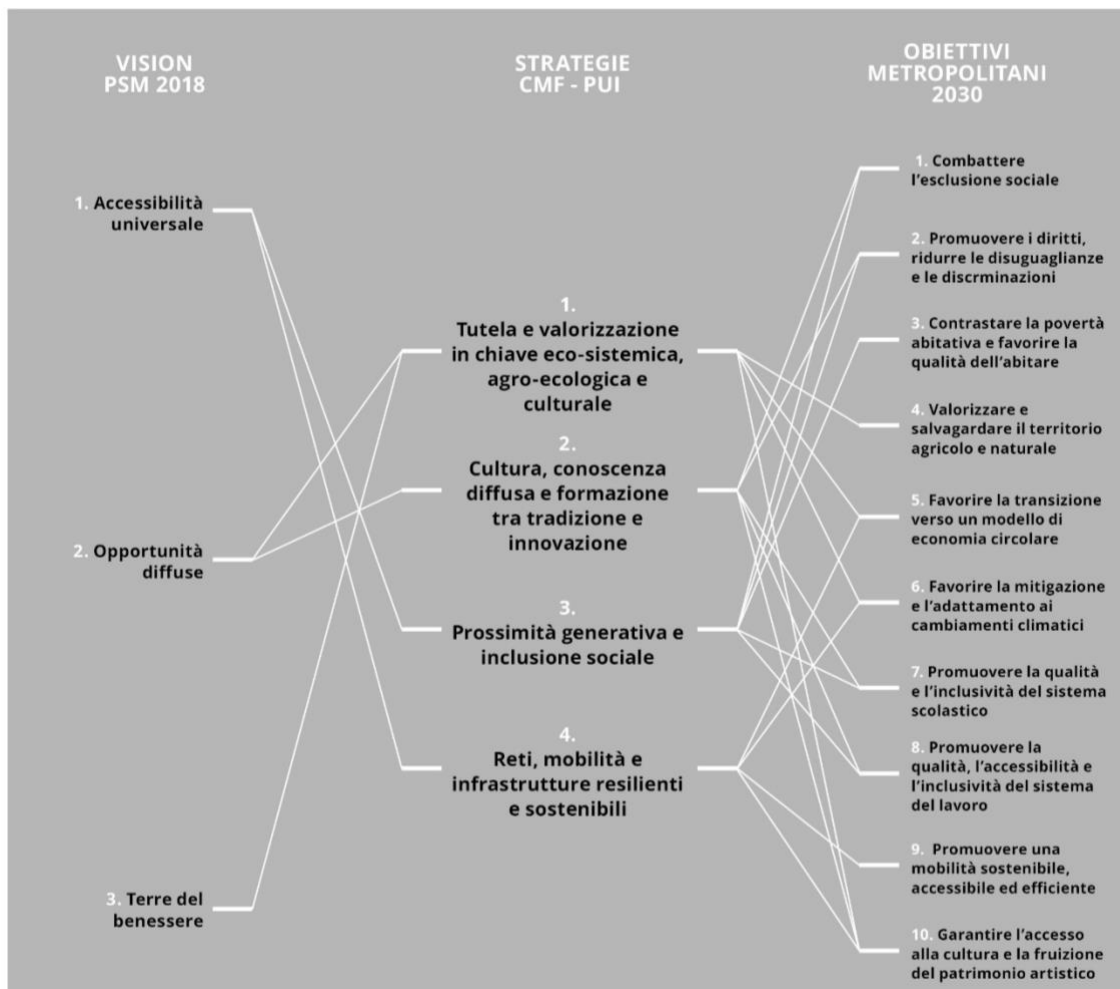 VISION
PSM 2018
STRATEGIE
CMF - PUI
OBIETTIVI
METROPOLITANI
2030
1. Accessibilità
universale
2. Opportunità
diffuse
3. Terre del
benessere
1.
Tutela e valorizzazione
in chiave eco-sistemica,
agro-ecologica e
culturale
2.
Cultura, conoscenza
diffusa e formazione
tra tradizione e
innovazione
3.
Prossimità generativa e
inclusione sociale
4.
Reti, mobilità e
infrastrutture resilienti
e sostenibili
1. Combattere
l'esclusione sociale
2. Promuovere i diritti,
ridurre le disuguaglianze
e le discrminazioni
3. Contrastare la povertà
abitativa e favorire la
qualità dell'abitare
4. Valorizzare e
salvagardare il territorio
agricolo e naturale
5. Favorire la transizione
verso un modello di
economia circolare
6. Favorire la mitigazione
e l'adattamento ai
cambiamenti climatici
7. Promuovere la qualità
e l'inclusività del sistema
scolastico
8. Promuovere la
qualità, l'accessibilità e
l'inclusività del sistema
del lavoro
9. Promuovere una
mobilità sostenibile,
accessibile ed efficiente
10. Garantire l'accesso
alla cultura e la fruizione
del patrimonio artistico